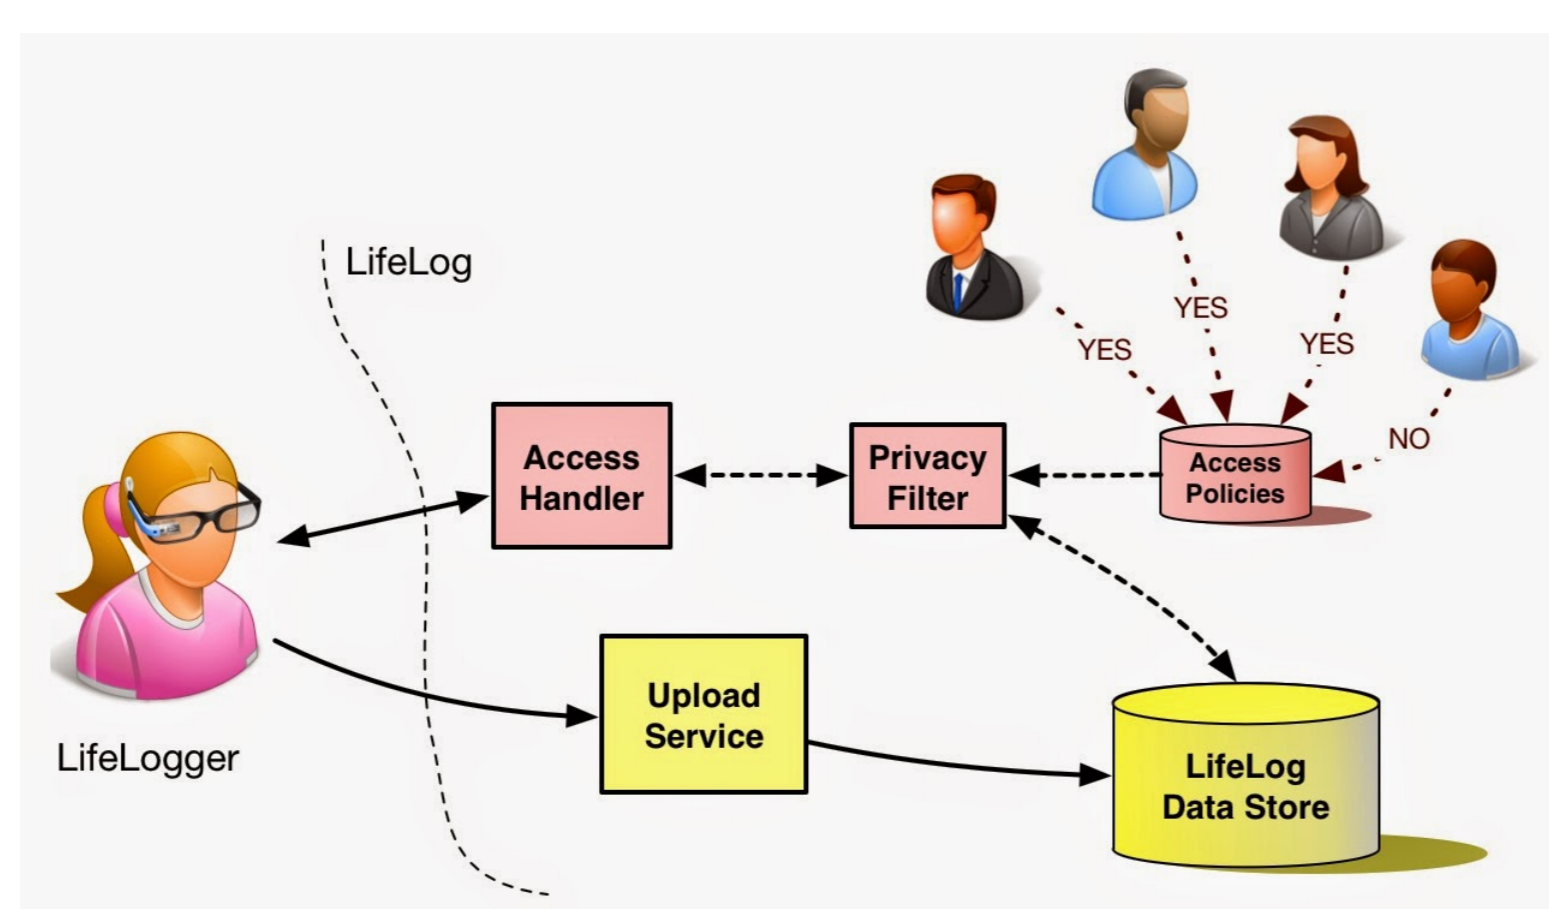 LifeLog
YES
YES
YES
NO
Access
Handler
Privacy
Filter
Access
Policies
Upload
Service
LifeLogger
LifeLog
Data Store